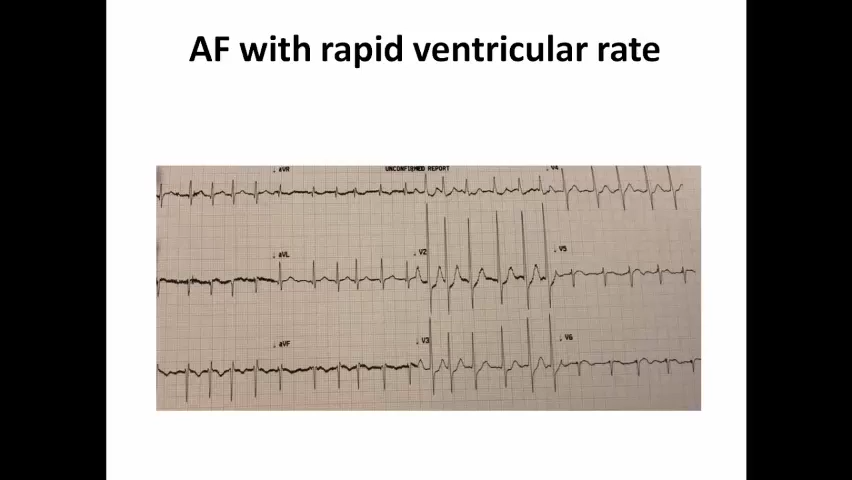 AF with rapid ventricular rate
aVR
UNCONFIRMED REPORT
V4
aVL
V2
V5
aVF
V3
V6